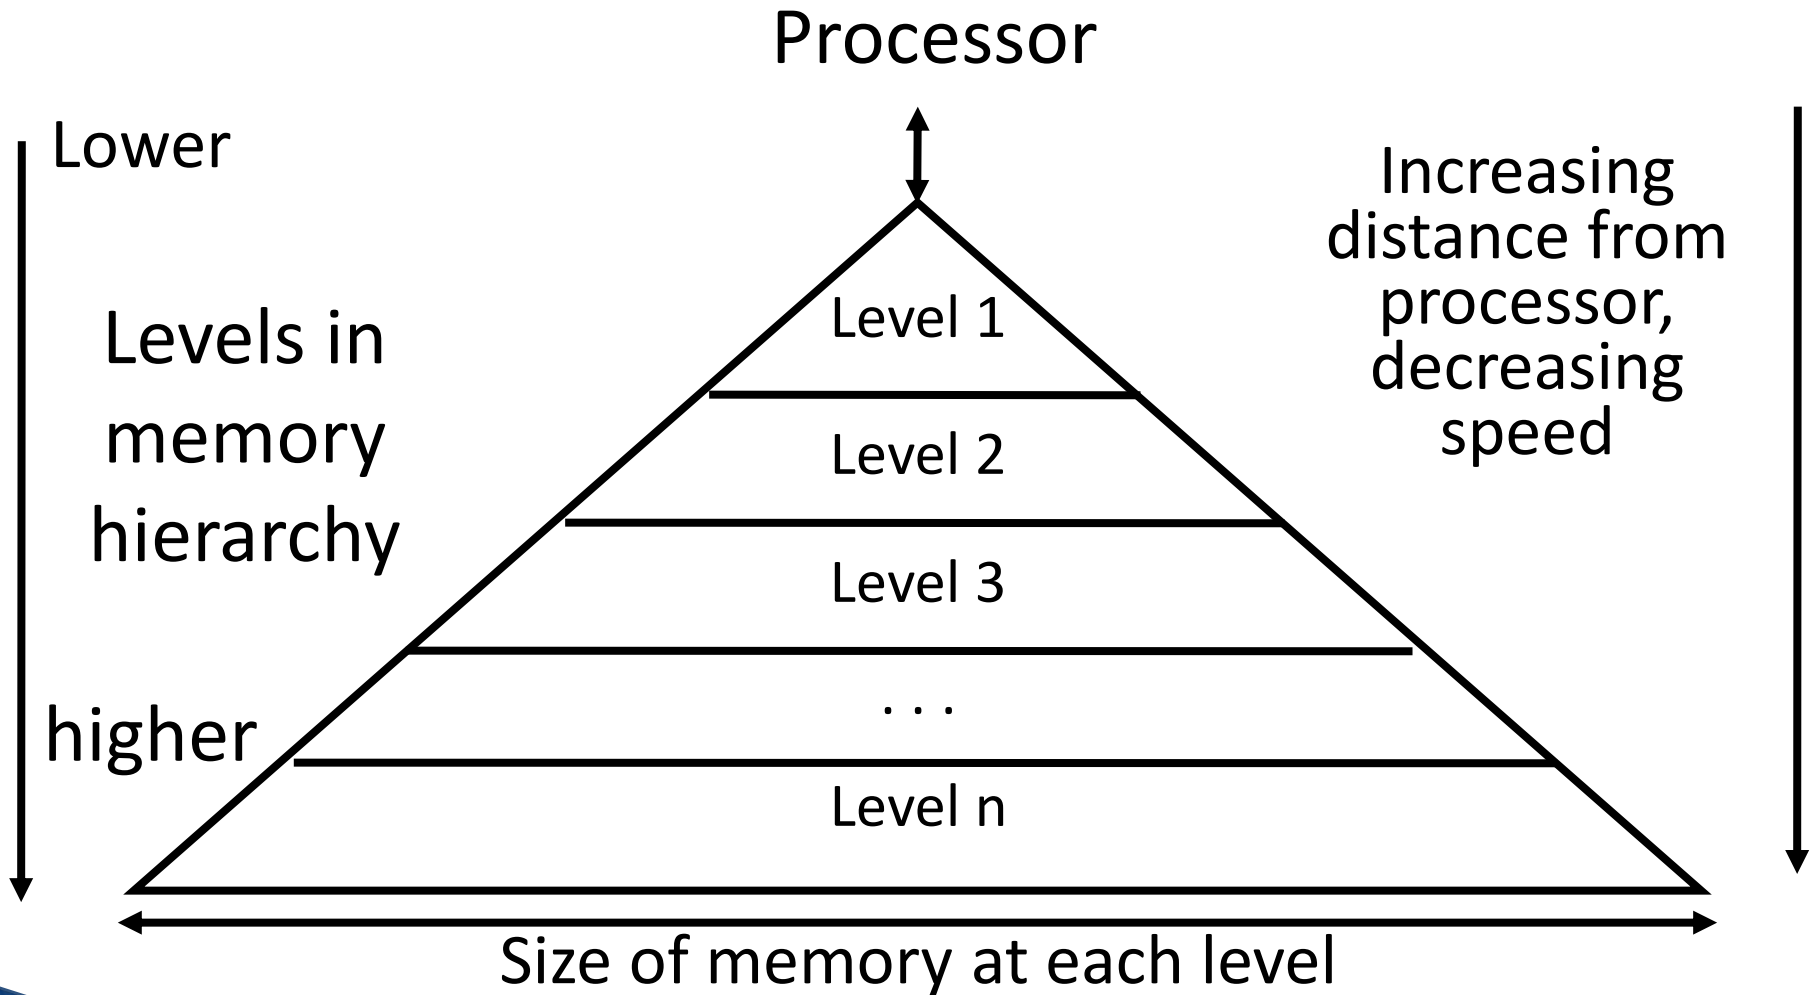 Processor
Lower
Levels in
memory
hierarchy
higher
Level 1
Level 2
Level 3
. . .
Level n
Increasing
distance from
processor,
decreasing
speed
Size of memory at each level